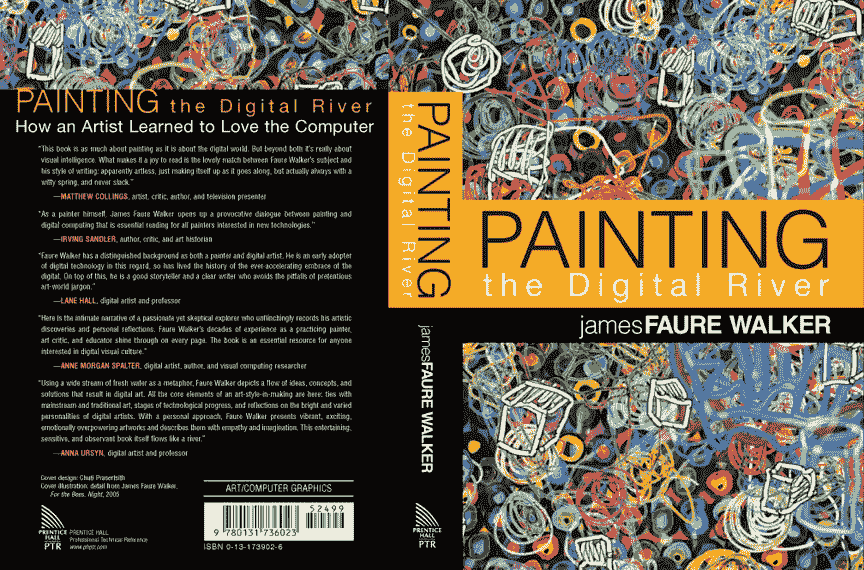 PAINTING the Digital River
How an Artist Learned to Love the Computer
"This book is as much about painting as it is about the digital world. But beyond both it's really about
visual intelligence. What makes it a joy to read is the lovely match between Faure Walker's subject and
his style of writing: apparently artless, just making itself up as it goes along, but actually always with a
witty spring, and never slack."
—MATTHEW COLLINGS, artist, critic, author, and television presenter
"As a painter himself, James Faure Walker opens up a provocative dialogue between painting and
digital computing that is essential reading for all painters interested in new technologies."
—IRVING SANDLER, author, critic, and art historian
"Faure Walker has a distinguished background as both a painter and digital artist. He is an early adopter
of digital technology in this regard, so has lived the history of the ever-accelerating embrace of the
digital. On top of this, he is a good storyteller and a clear writer who avoids the pitfalls of pretentious
art-world jargon."
—LANE HALL, digital artist and professor
"Here is the intimate narrative of a passionate yet skeptical explorer who unflinchingly records his artistic
discoveries and personal reflections. Faure Walker's decades of experience as a practicing painter,
art critic, and educator shine through on every page. The book is an essential resource for anyone
interested in digital visual culture."
—ANNE MORGAN SPALTER, digital artist, author, and visual computing researcher
"Using a wide stream of fresh water as a metaphor, Faure Walker depicts a flow of ideas, concepts, and
solutions that result in digital art. All the core elements of an art-style-in-making are here: ties with
mainstream and traditional art, stages of technological progress, and reflections on the bright and varied
personalities of digital artists. With a personal approach, Faure Walker presents vibrant, exciting,
emotionally overpowering artworks and describes them with empathy and imagination. This entertaining,
sensitive, and observant book itself flows like a river."
—ANNA URSYN, digital artist and professor
Cover design: Chuti Prasertsith
Cover illustration: detail from James Faure Walker,
For the Bees, Night, 2005
PRENTICE
HALL
PTR
PRENTICE HALL
Professional Technical Reference
www.phptr.com
ART/COMPUTER GRAPHICS
52499
9 780131 736023
ISBN 0-13-173902-6
PAINTING
the Digital River
jamesFAURE WALKER
PRENTICE
HALL
PTR
PAINTING
the Digital River
jamesFAURE WALKER